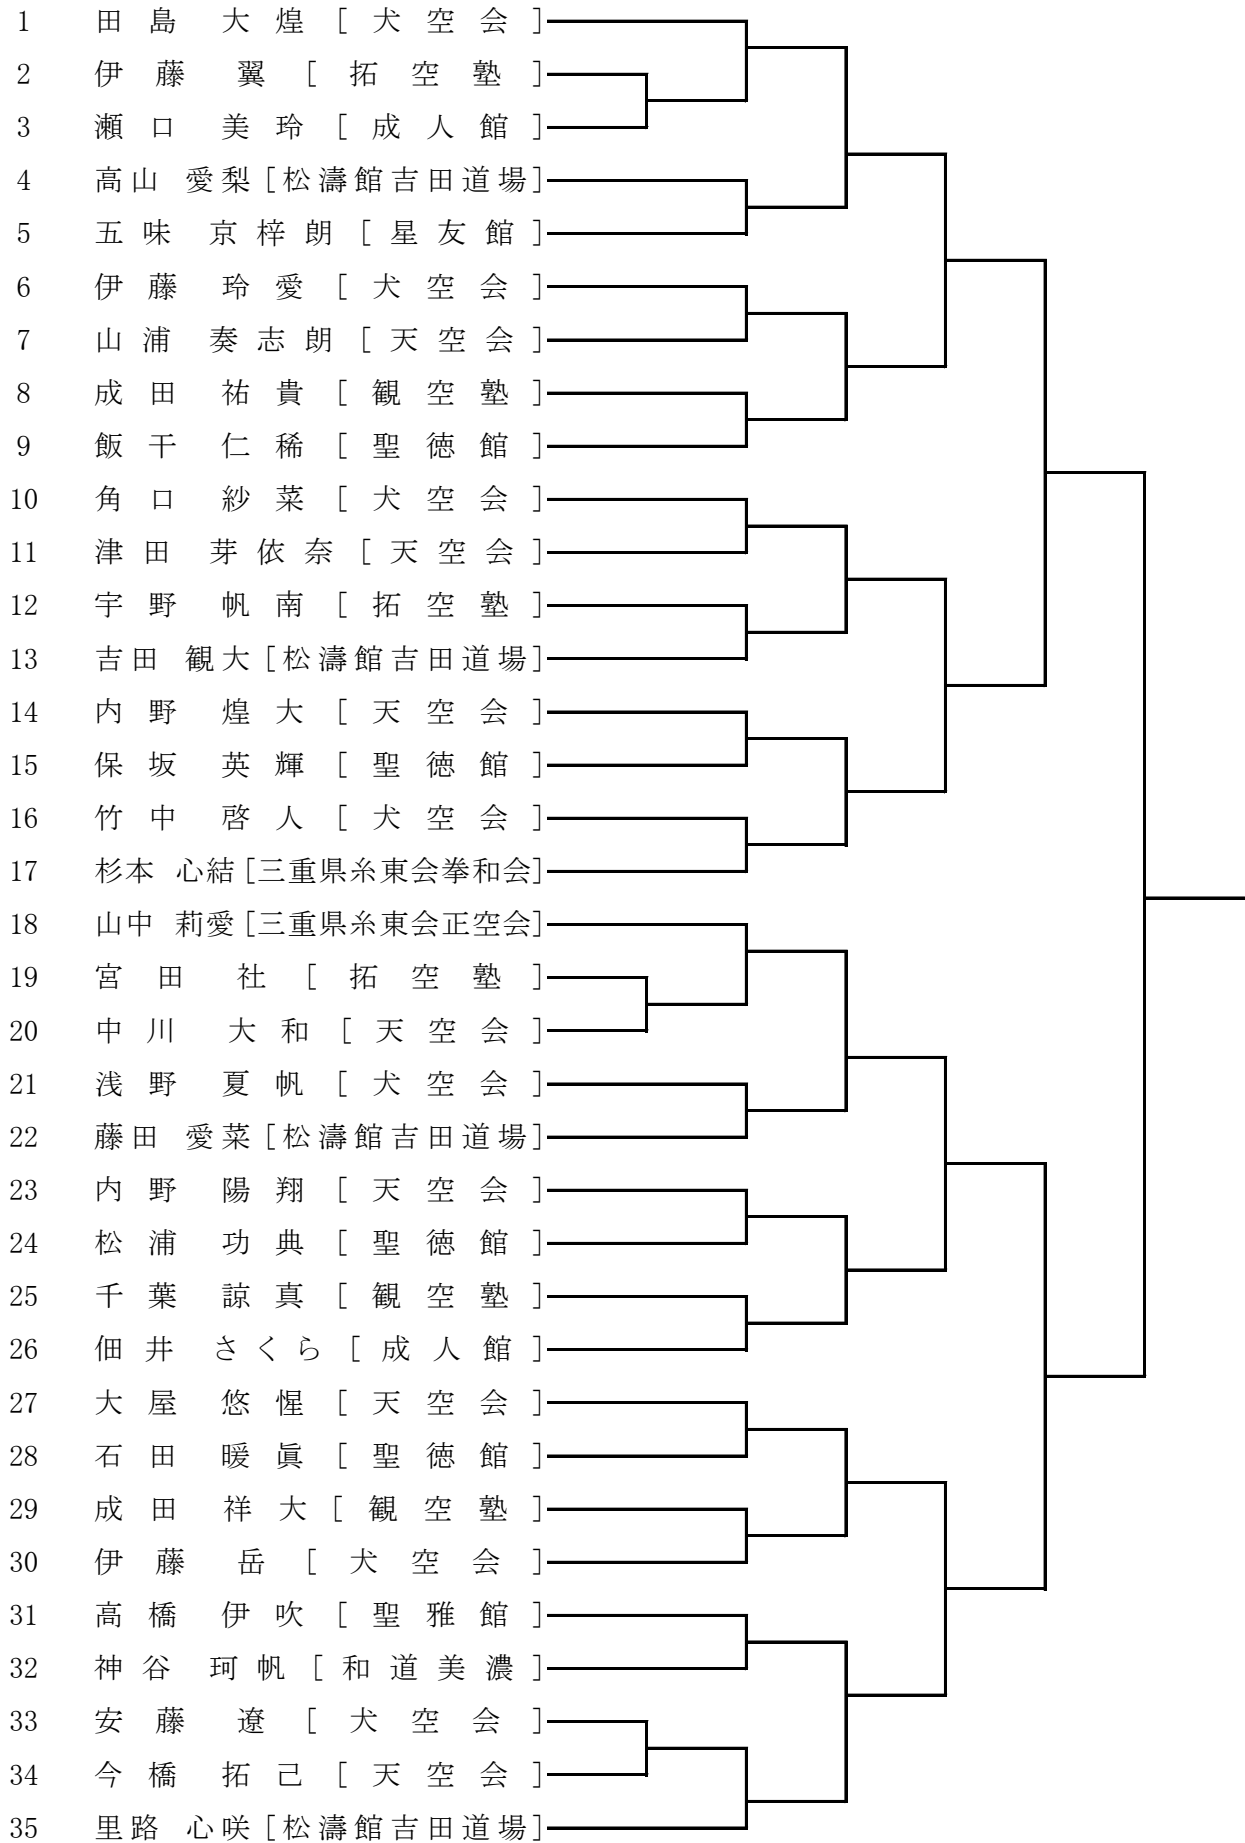 1 田島 大煌 [犬空会]
2 伊藤 翼 [拓空塾]
3 瀬口 美玲 [成人館]
4 高山 愛梨 [松濤館吉田道場]
5 五味 京梓朗 [星友館]
6 伊藤 玲愛 [犬空会]
7 山浦 奏志朗 [天空会]
8 成田 祐貴 [観空塾]
9 飯干 仁稀 [聖徳館]
10 角口 紗菜 [犬空会]
11 津田 芽依奈 [天空会]
12 宇野 帆南 [拓空塾]
13 吉田 観大 [松濤館吉田道場]
14 内野 煌大 [天空会]
15 保坂 英輝 [聖徳館]
16 竹中 啓人 [犬空会]
17 杉本 心結 [三重県糸東会拳和会]
18 山中 莉愛 [三重県糸東会正空会]
19 宮田 社 [拓空塾]
20 中川 大和 [天空会]
21 浅野 夏帆 [犬空会]
22 藤田 愛菜 [松濤館吉田道場]
23 内野 陽翔 [天空会]
24 松浦 功典 [聖徳館]
25 千葉 諒真 [観空塾]
26 佃井 さくら [成人館]
27 大屋 悠惺 [天空会]
28 石田 暖眞 [聖徳館]
29 成田 祥大 [観空塾]
30 伊藤 岳 [犬空会]
31 高橋 伊吹 [聖雅館]
32 神谷 珂帆 [和道美濃]
33 安藤 遼 [犬空会]
34 今橋 拓己 [天空会]
35 里路 心咲 [松濤館吉田道場]